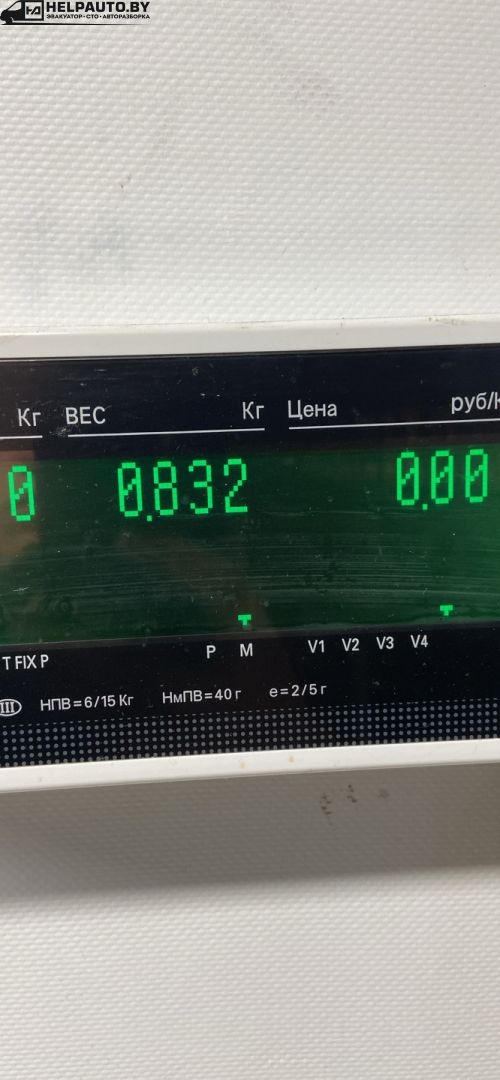 HELPAUTO.BY
ЭВАКУАТОР·СТО·АВТОРАЗБОРКА
Кг ВЕС Кг Цена руб/К
0 0.832 0.00
T FIX P P M V1 V2 V3 V4
III НПВ=6/15 Кг НмПВ=40 г e=2/5 г